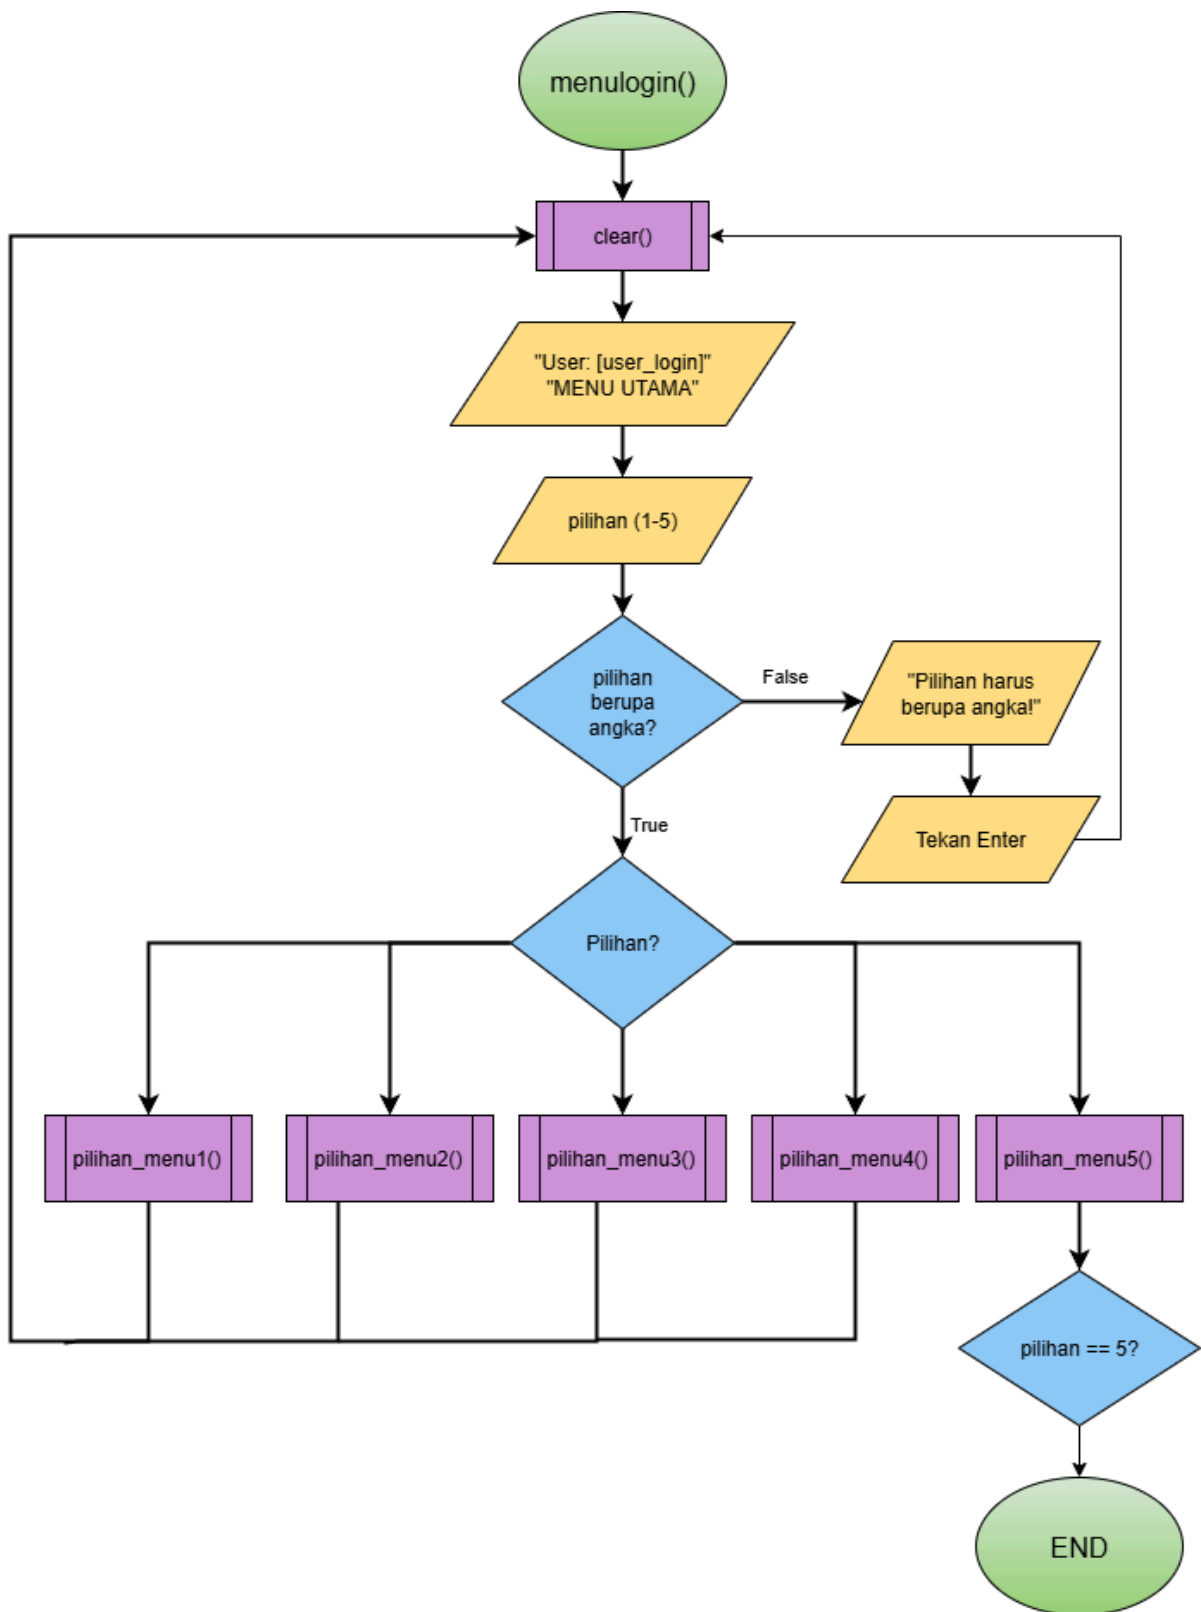 menulogin()
clear()
"User: [user_login]"
"MENU UTAMA"
pilihan (1-5)
pilihan
berupa
angka?
False
"Pilihan harus
berupa angka!"
Tekan Enter
True
Pilihan?
pilihan_menu1()
pilihan_menu2()
pilihan_menu3()
pilihan_menu4()
pilihan_menu5()
pilihan == 5?
END